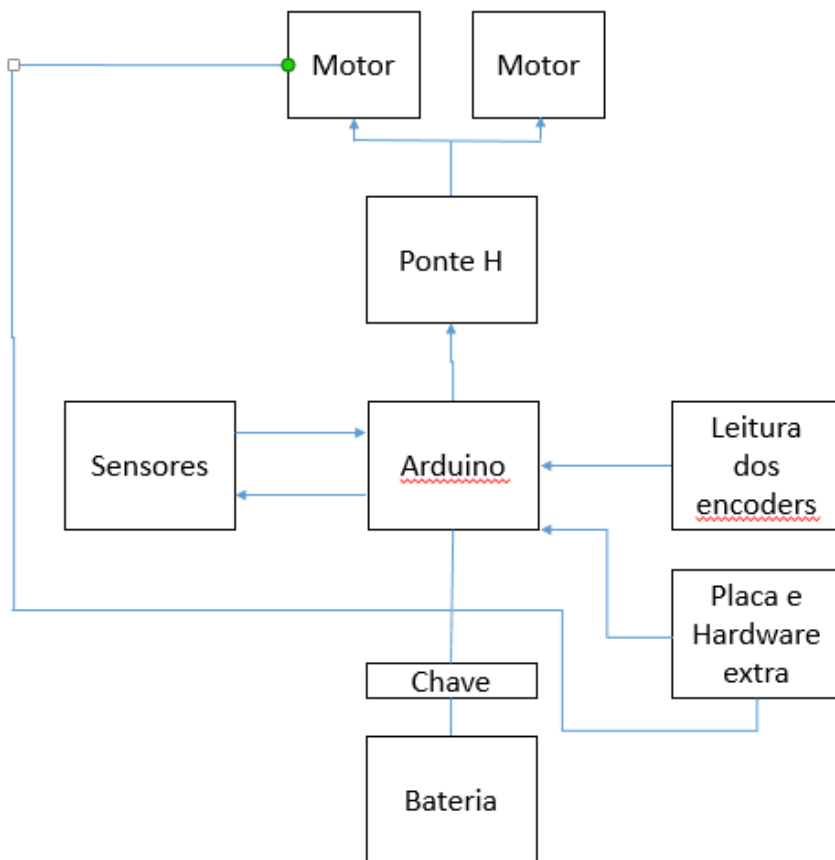 Motor
Motor
Ponte H
Sensores
Arduino
Leitura
dos
encoders
Placa e
Hardware
extra
Chave
Bateria